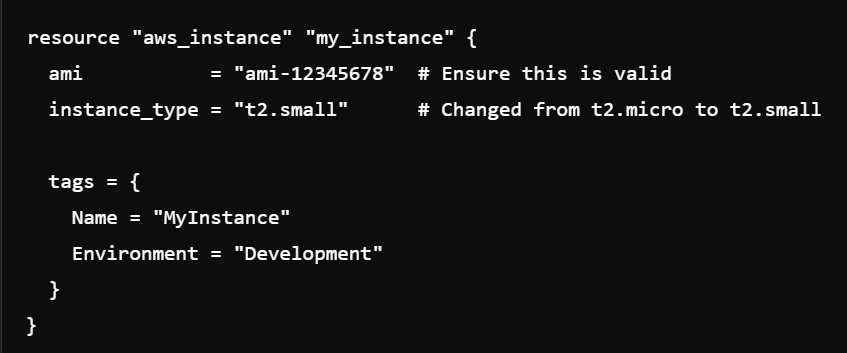 resource "aws_instance" "my_instance" {
  ami           = "ami-12345678"  # Ensure this is valid
  instance_type = "t2.small"      # Changed from t2.micro to t2.small

  tags = {
    Name = "MyInstance"
    Environment = "Development"
  }
}